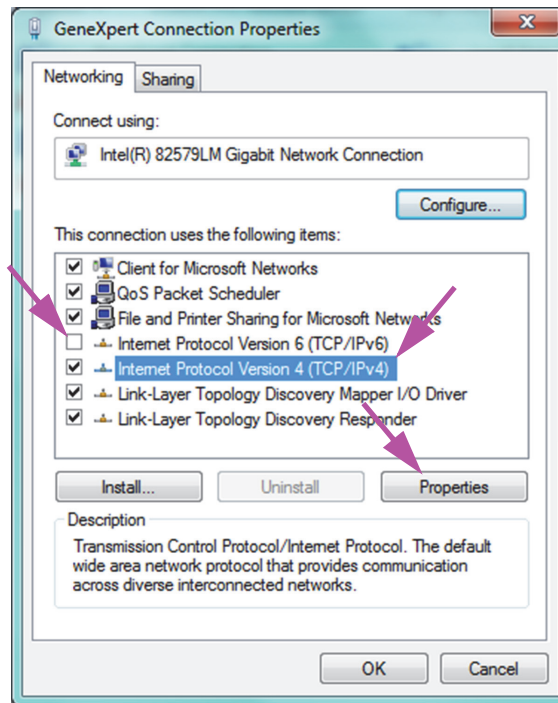 GeneXpert Connection Properties
Networking Sharing
Connect using:
Intel(R) 82579LM Gigabit Network Connection
Configure...
This connection uses the following items:
Client for Microsoft Networks
QoS Packet Scheduler
File and Printer Sharing for Microsoft Networks
Internet Protocol Version 6 (TCP/IPv6)
Internet Protocol Version 4 (TCP/IPv4)
Link-Layer Topology Discovery Mapper I/O Driver
Link-Layer Topology Discovery Responder
Install... Uninstall Properties
Description
Transmission Control Protocol/Internet Protocol. The default
wide area network protocol that provides communication
across diverse interconnected networks.
OK Cancel